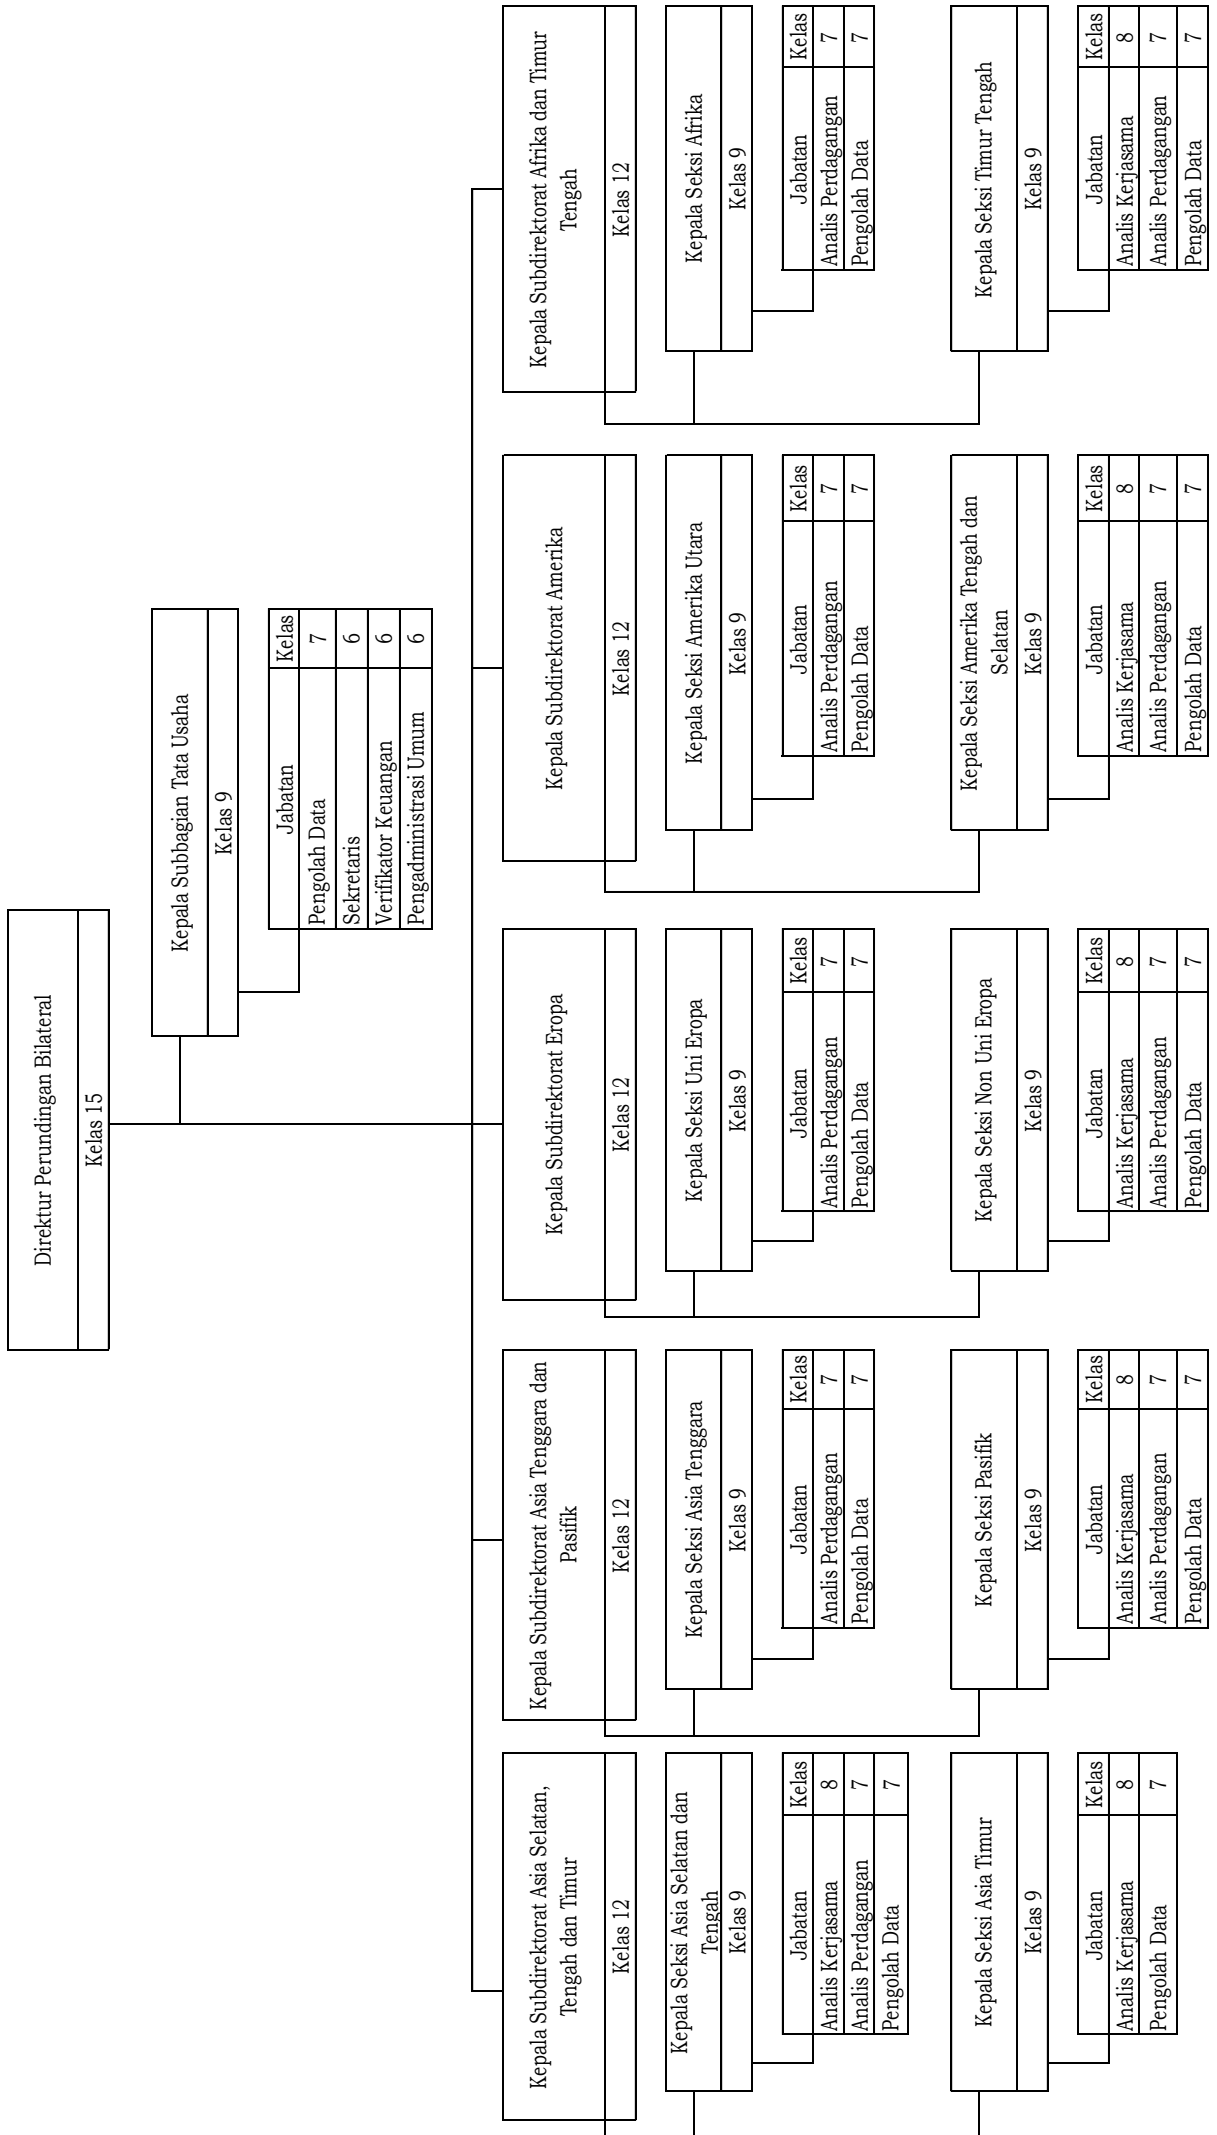 Direktur Perundingan Bilateral
Kelas 15
Kepala Subbagian Tata Usaha
Kelas 9
Jabatan Kelas
Pengolah Data 7
Sekretaris 6
Verifikator Keuangan 6
Pengadministrasi Umum 6
Kepala Subdirektorat Asia Selatan,
Tengah dan Timur
Kelas 12
Kepala Seksi Asia Selatan dan
Tengah
Kelas 9
Jabatan Kelas
Analis Kerjasama 8
Analis Perdagangan 7
Pengolah Data 7
Kepala Seksi Asia Timur
Kelas 9
Jabatan Kelas
Analis Kerjasama 8
Pengolah Data 7
Kepala Subdirektorat Asia Tenggara dan
Pasifik
Kelas 12
Kepala Seksi Asia Tenggara
Kelas 9
Jabatan Kelas
Analis Perdagangan 7
Pengolah Data 7
Kepala Seksi Pasifik
Kelas 9
Jabatan Kelas
Analis Kerjasama 8
Analis Perdagangan 7
Pengolah Data 7
Kepala Subdirektorat Eropa
Kelas 12
Kepala Seksi Uni Eropa
Kelas 9
Jabatan Kelas
Analis Perdagangan 7
Pengolah Data 7
Kepala Seksi Non Uni Eropa
Kelas 9
Jabatan Kelas
Analis Kerjasama 8
Analis Perdagangan 7
Pengolah Data 7
Kepala Subdirektorat Amerika
Kelas 12
Kepala Seksi Amerika Utara
Kelas 9
Jabatan Kelas
Analis Perdagangan 7
Pengolah Data 7
Kepala Seksi Amerika Tengah dan
Selatan
Kelas 9
Jabatan Kelas
Analis Kerjasama 8
Analis Perdagangan 7
Pengolah Data 7
Kepala Subdirektorat Afrika dan Timur
Tengah
Kelas 12
Kepala Seksi Afrika
Kelas 9
Jabatan Kelas
Analis Perdagangan 7
Pengolah Data 7
Kepala Seksi Timur Tengah
Kelas 9
Jabatan Kelas
Analis Kerjasama 8
Analis Perdagangan 7
Pengolah Data 7